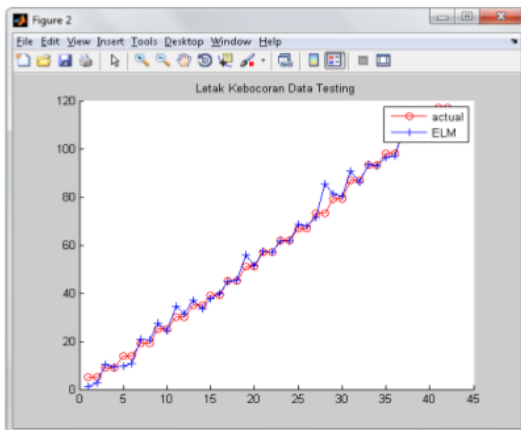 Figure 2
File Edit View Insert Tools Desktop Window Help
Letak Kebocoran Data Testing
actual
ELM
120
100
80
60
40
20
0
0 5 10 15 20 25 30 35 40 45